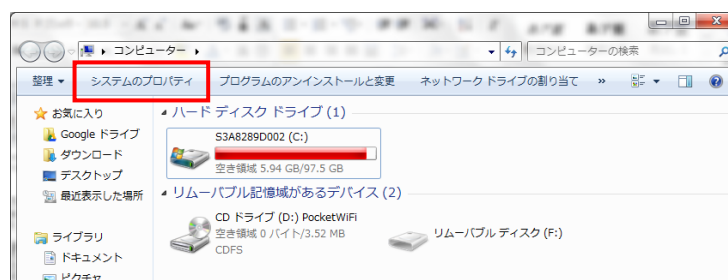 コンピューター
コンピューターの検索
整理 システムのプロパティ プログラムのアンインストールと変更 ネットワーク ドライブの割り当て »
お気に入り
Google ドライブ
ダウンロード
デスクトップ
最近表示した場所
ライブラリ
ドキュメント
ピクチャ
ハード ディスク ドライブ (1)
S3A8289D002 (C:)
空き領域 5.94 GB/97.5 GB
リムーバブル記憶域があるデバイス (2)
CD ドライブ (D:) PocketWiFi
空き領域 0 バイト/3.52 MB
CDFS
リムーバブル ディスク (F:)